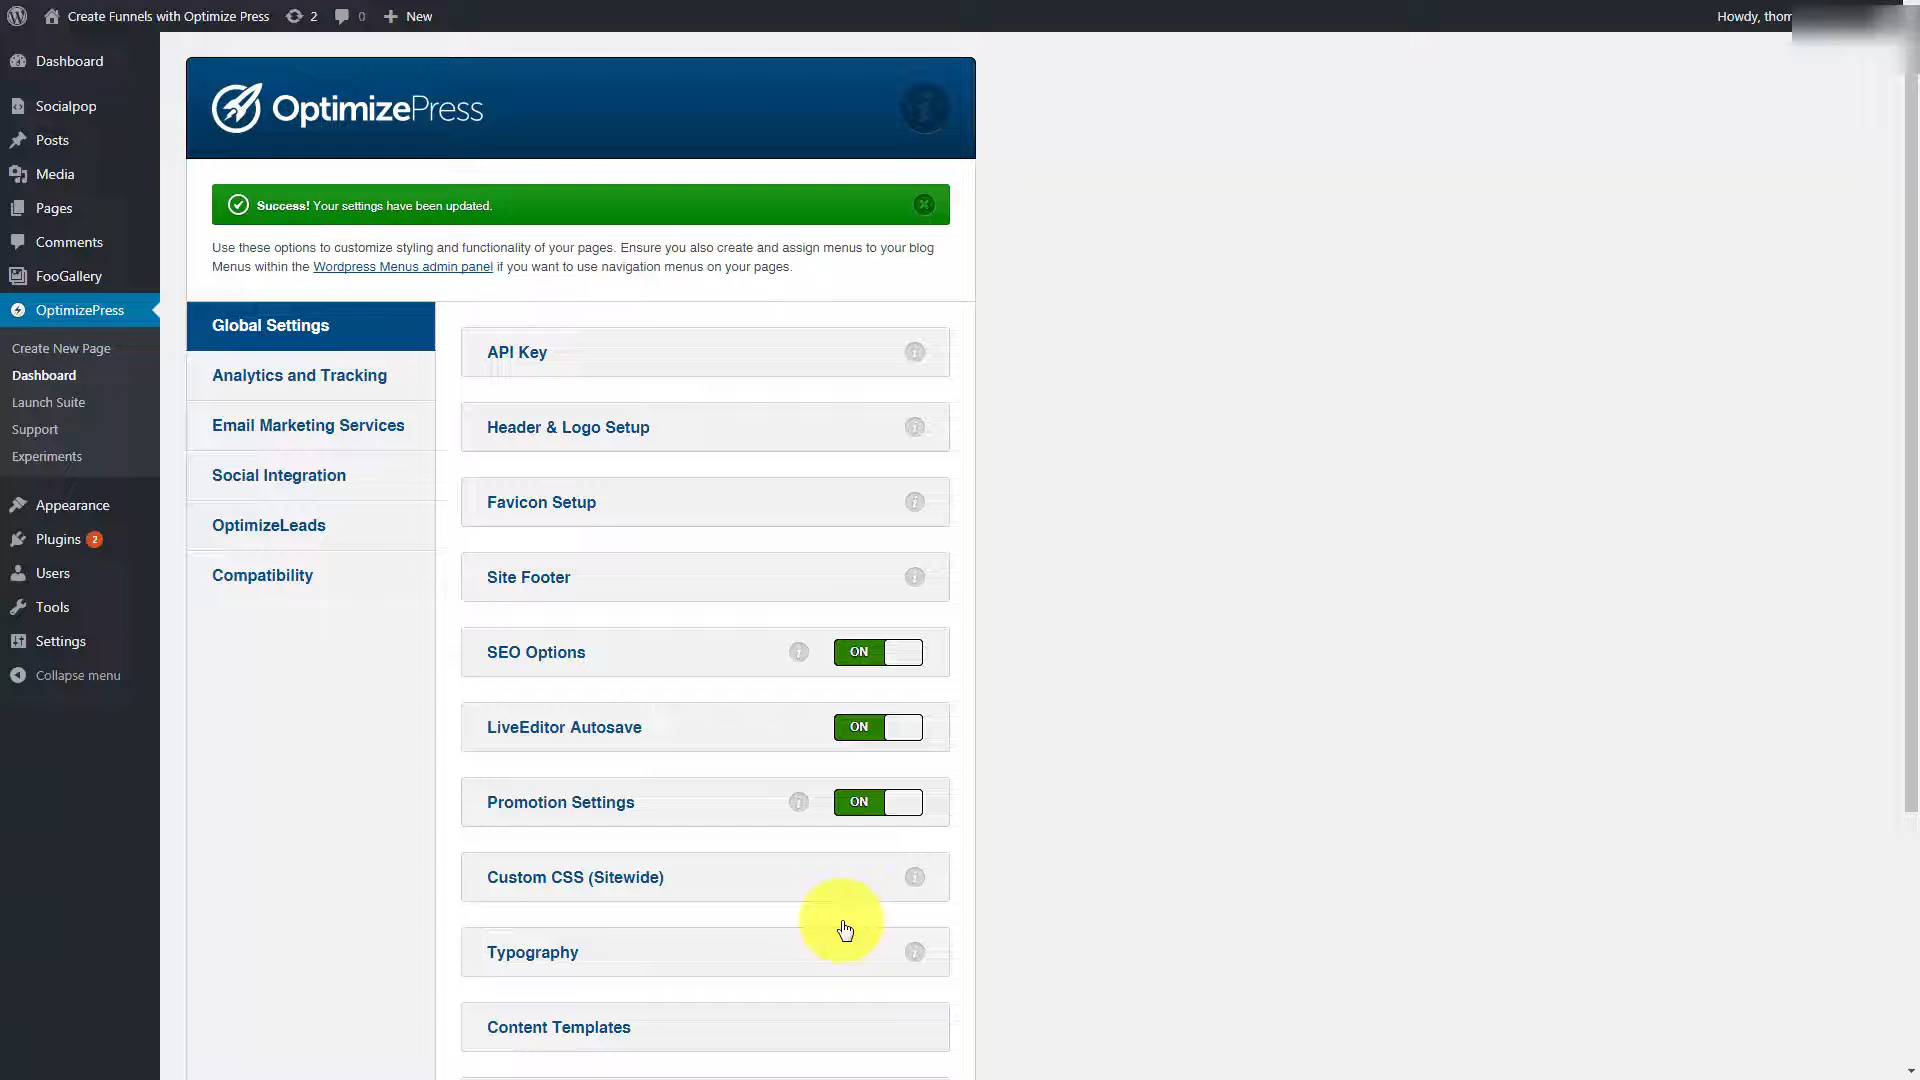 Create Funnels with Optimize Press 2 0 New
Howdy, thom
Dashboard
Socialpop
Posts
Media
Pages
Comments
FooGallery
OptimizePress
Create New Page
Dashboard
Launch Suite
Support
Experiments
Appearance
Plugins 2
Users
Tools
Settings
Collapse menu
OptimizePress
Success! Your settings have been updated.
Use these options to customize styling and functionality of your pages. Ensure you also create and assign menus to your blog
Menus within the Wordpress Menus admin panel if you want to use navigation menus on your pages.
Global Settings
Analytics and Tracking
Email Marketing Services
Social Integration
OptimizeLeads
Compatibility
API Key
Header & Logo Setup
Favicon Setup
Site Footer
SEO Options ON
LiveEditor Autosave ON
Promotion Settings ON
Custom CSS (Sitewide)
Typography
Content Templates